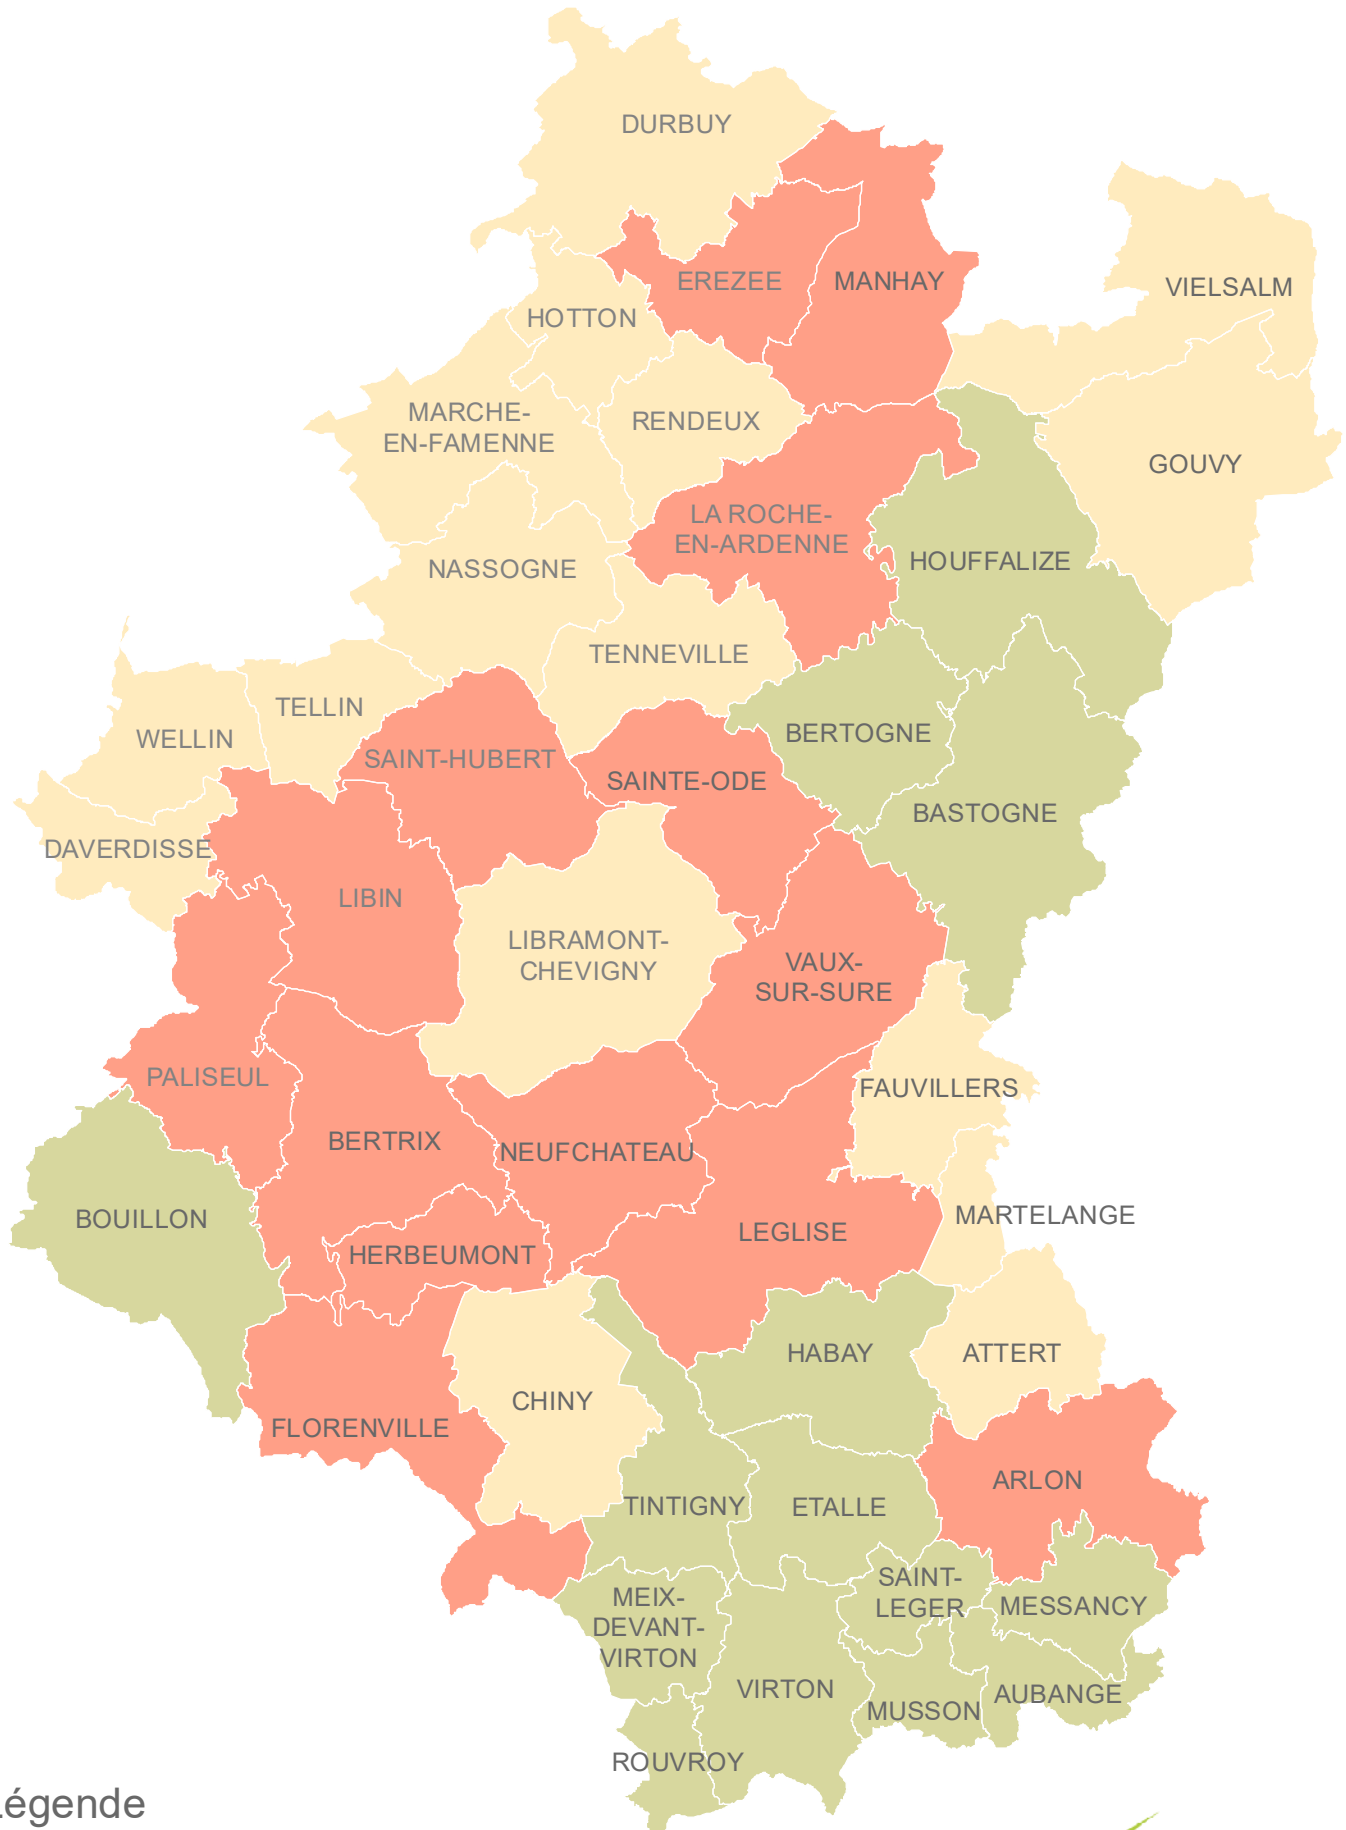 DURBUY
EREZEE
MANHAY
VIELSALM
HOTTON
MARCHE-
EN-FAMENNE
RENDEUX
GOUVY
LA ROCHE-
EN-ARDENNE
HOUFFALIZE
NASSOGNE
TENNEVILLE
TELLIN
WELLIN
BERTOGNE
SAINT-HUBERT
SAINTE-ODE
BASTOGNE
DAVERDISSE
LIBIN
LIBRAMONT-
CHEVIGNY
VAUX-
SUR-SURE
PALISEUL
FAUVILLERS
BERTRIX
NEUFCHATEAU
BOUILLON
MARTELANGE
LEGLISE
HERBEUMONT
HABAY
ATTERT
CHINY
FLORENVILLE
ARLON
TINTIGNY
ETALLE
SAINT-
LEGER
MEIX-
DEVANT-
VIRTON
MESSANCY
VIRTON
AUBANGE
MUSSON
ROUVROY
Légende